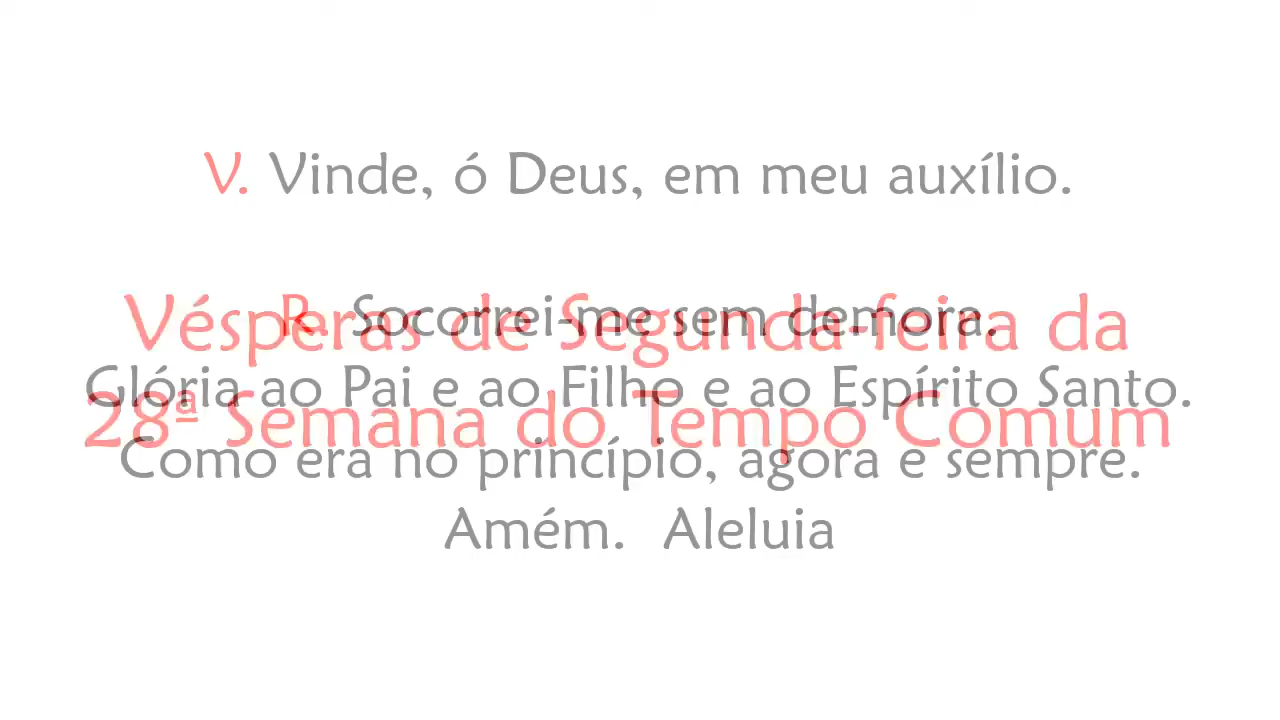 V. Vinde, ó Deus, em meu auxílio.
R. Socorrei-me sem demora.
Vésperas de Segunda-feira da
Glória ao Pai e ao Filho e ao Espírito Santo.
28ª Semana do Tempo Comum
Como era no princípio, agora e sempre.
Amém. Aleluia